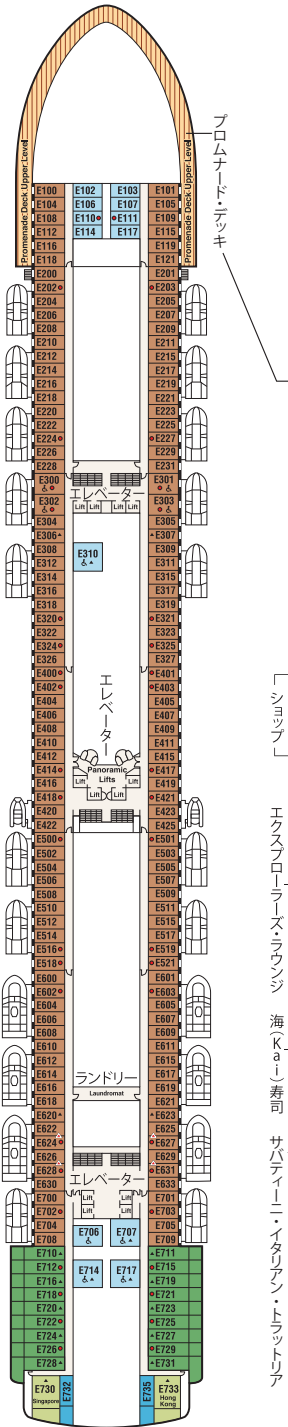 プロムナード・デッキ
Promenade Deck Upper Level
Promenade Deck Upper Level
E100 E102 E103 E101
E104 E106 E107 E105
E108 E110 E111 E109
E112 E114 E117 E115
E116 E119
E118 E121
E200 E201
E202 E203
E204 E205
E206 E207
E208 E209
E210 E211
E212 E215
E214 E217
E216 E219
E218 E221
E220 E223
E222 E225
E224 E227
E226 E229
E228 E231
E300 E301
エレベーター
E302 E303
Lift Lift Lift Lift
E304 E305
E306 E307
E308 E309
E310
E312 E311
E314 E315
E316 E317
E318 E319
E320 E321
E322 E323
E324 E325
E326 E327
E400 E401
E402 E403
E404 E405
エレベーター
E406 E407
E408 E409
E410 E411
E412 E415
E414 E417
Panoramic
Lifts
E416 E419
Lift Lift
E418 E421
Lift Lift
E420 E423
E422 E425
E500 E501
E502 E503
E504 E505
E506 E507
E508 E509
E510 E511
E512 E515
E514 E517
E516 E519
E518 E521
E600 E601
E602 E603
E604 E605
E606 E607
E608 E609
E610 E611
E612 E615
E614 E617
ランドリー
E616 E619
Laundromat
E618 E621
E620 E623
E622 E625
E624 E627
E626 E629
E628 E631
エレベーター
E630 E633
E700 E701
Lift Lift
E702 E703
Lift Lift
E704 E705
E706 E707
E708 E709
E710 E711
E712 E715
E714 E717
E716 E719
E718 E721
E720 E723
E722 E725
E724 E727
E726 E729
E728 E731
E730 E732 E735 E733
Singapore
Hong
Kong
ショップ
エクスプローラーズ・ラウンジ
海(Kai)寿司
サバティーニ・イタリアン・トラットリア